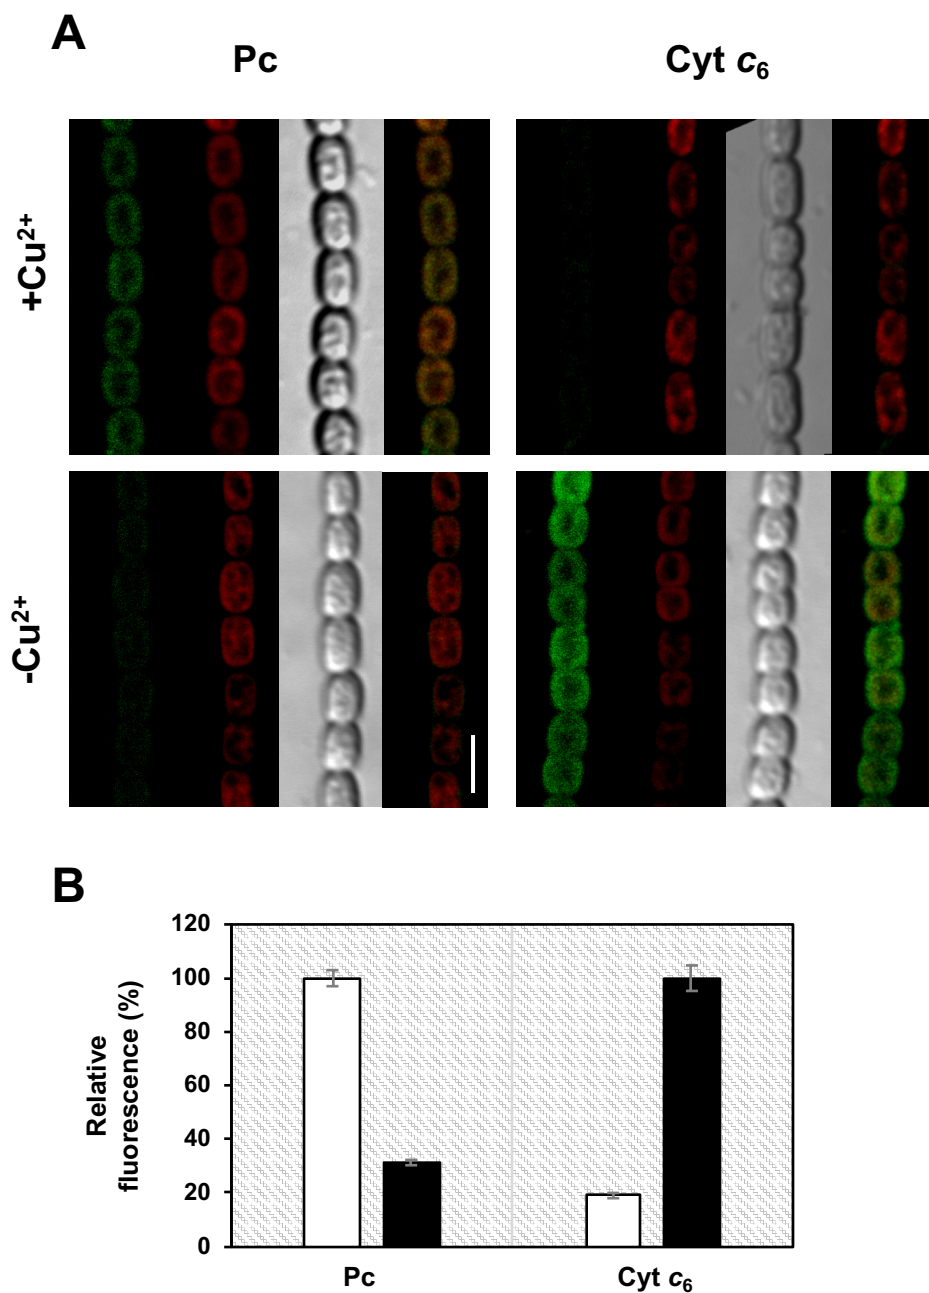 A
Pc
Cyt c₆
+Cu²⁺
-Cu²⁺
B
Relative
fluorescence (%)
120
100
80
60
40
20
0
Pc
Cyt c₆